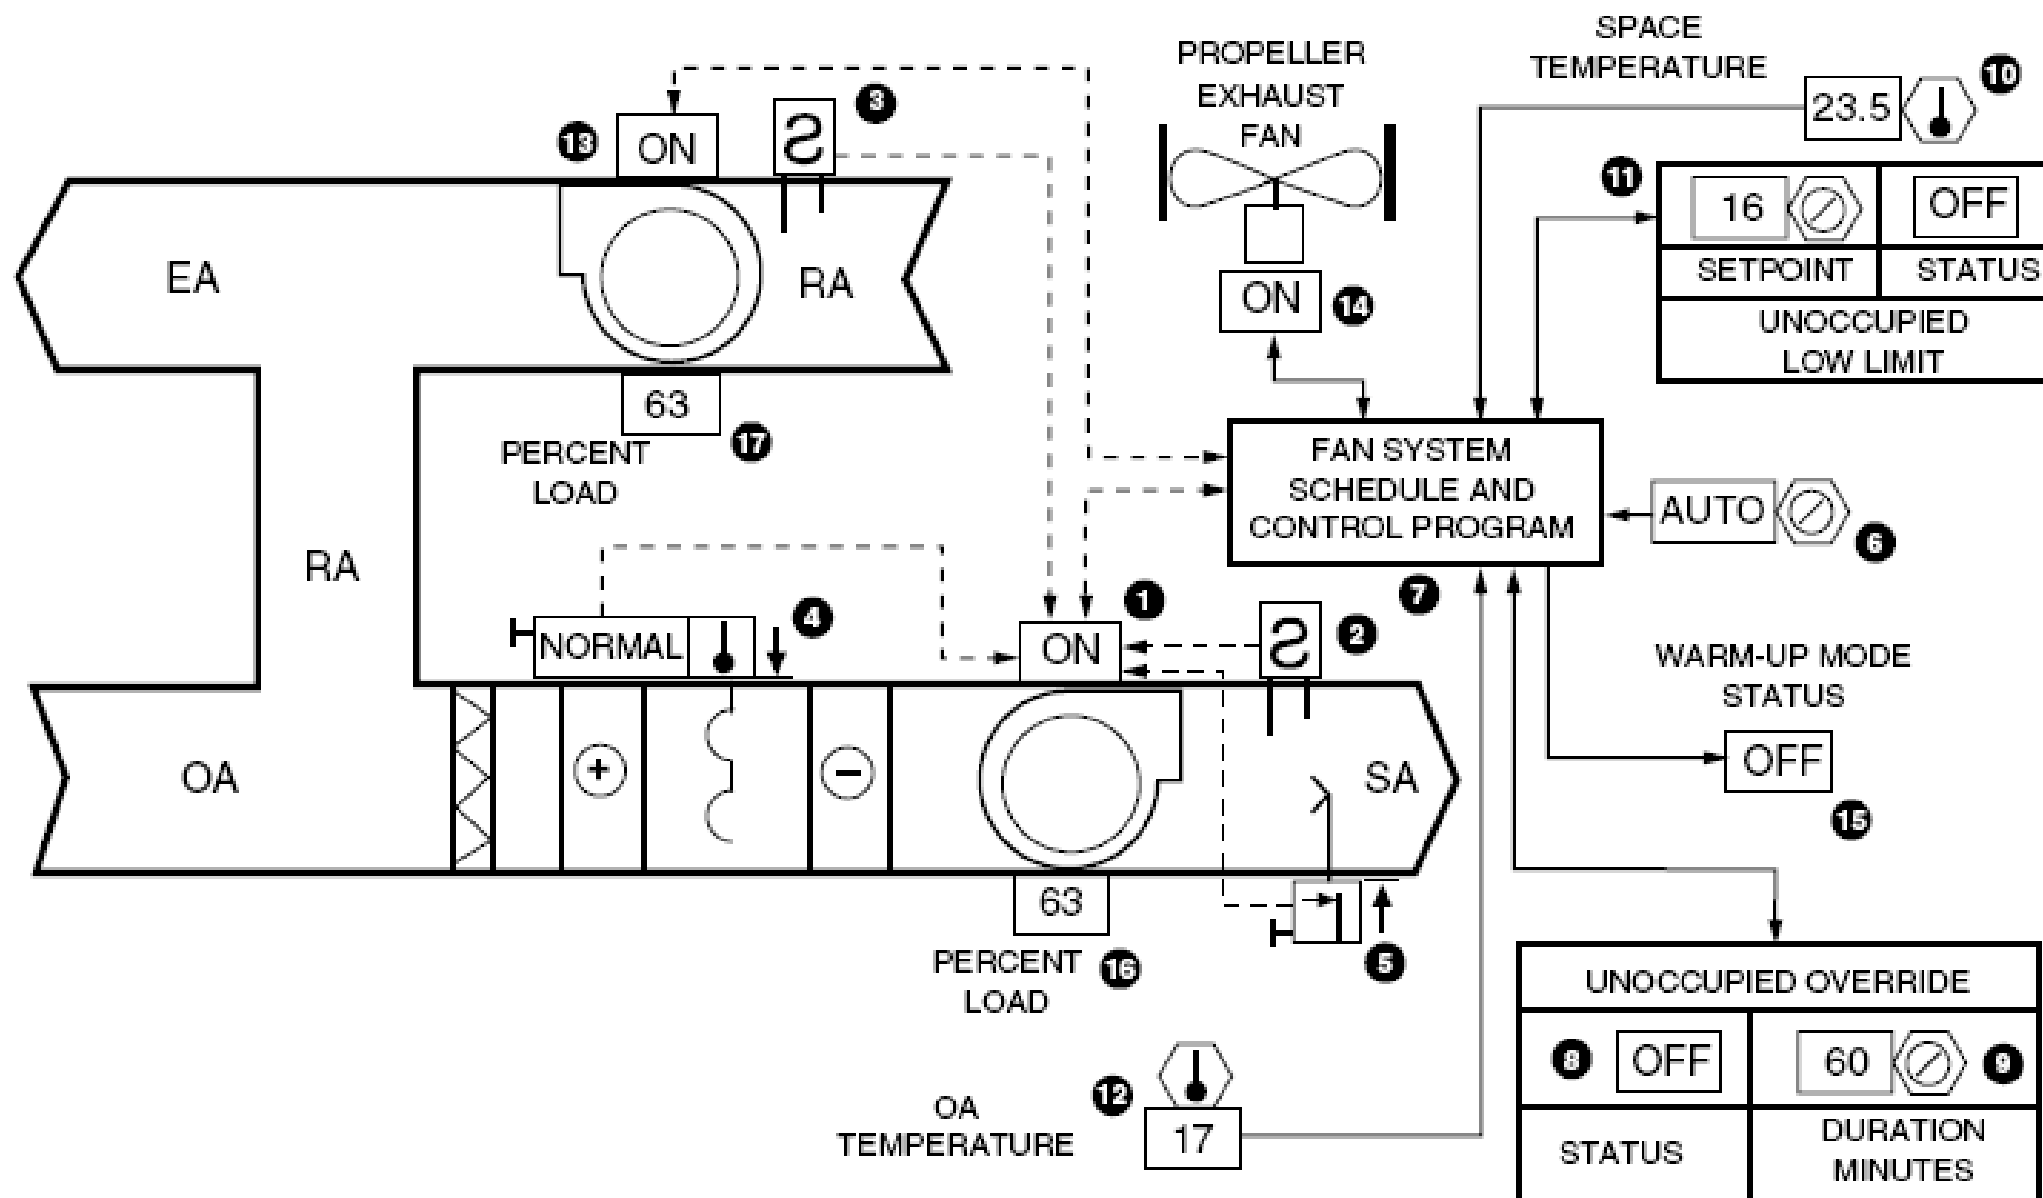 SPACE
TEMPERATURE
10
23.5
PROPELLER
EXHAUST
FAN
3
13
ON
S
11
16
OFF
SETPOINT
STATUS
UNOCCUPIED
LOW LIMIT
EA
RA
ON
14
63
17
PERCENT
LOAD
FAN SYSTEM
SCHEDULE AND
CONTROL PROGRAM
AUTO
6
RA
7
4
NORMAL
1
ON
S
2
WARM-UP MODE
STATUS
OFF
15
OA
+
−
SA
63
PERCENT
LOAD
16
5
UNOCCUPIED OVERRIDE
8
OFF
60
9
STATUS
DURATION
MINUTES
12
OA
TEMPERATURE
17